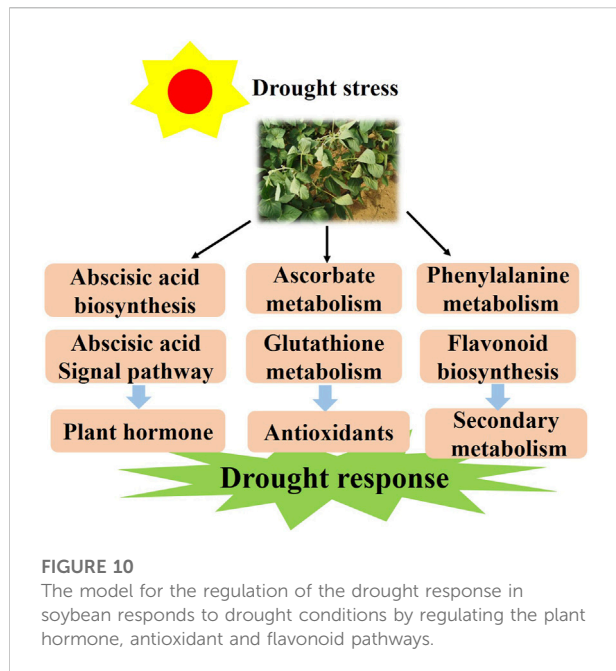 Drought stress
Abscisic acid
biosynthesis
Ascorbate
metabolism
Phenylalanine
metabolism
Abscisic acid
Signal pathway
Glutathione
metabolism
Flavonoid
biosynthesis
Plant hormone
Antioxidants
Secondary
metabolism
Drought response
FIGURE 10
The model for the regulation of the drought response in
soybean responds to drought conditions by regulating the plant
hormone, antioxidant and flavonoid pathways.